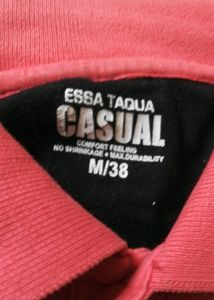 ESSA TAQUA
CASUAL
COMFORT FEELING
NO SHRINKAGE • MAX.DURABILITY
M/38